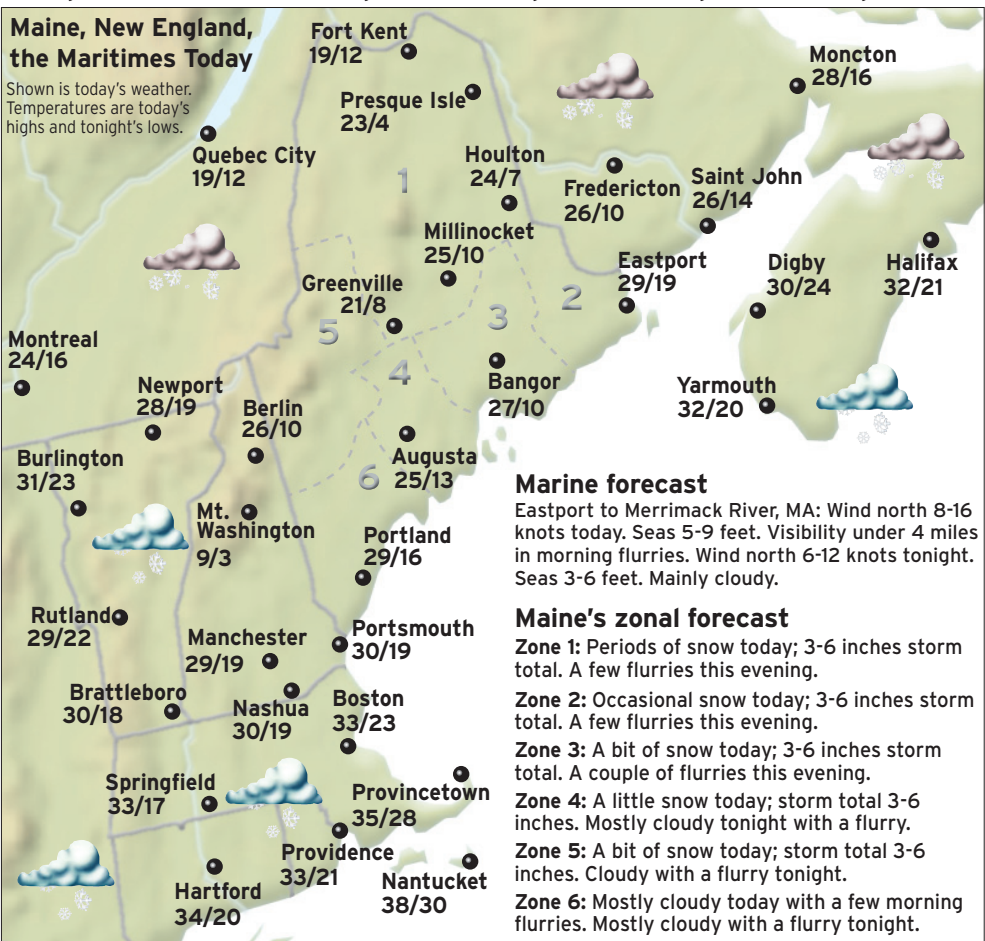 Maine, New England,
the Maritimes Today
Shown is today's weather.
Temperatures are today's
highs and tonight's lows.
Fort Kent
19/12
Moncton
28/16
Presque Isle
23/4
Quebec City
19/12
Houlton
24/7
1
Fredericton
26/10
Saint John
26/14
Millinocket
25/10
Eastport
29/19
Digby
30/24
Halifax
32/21
Greenville
21/8
2
3
5
4
Montreal
24/16
Newport
28/19
Berlin
26/10
Bangor
27/10
Yarmouth
32/20
Burlington
31/23
Augusta
25/13
6
Mt.
Washington
9/3
Portland
29/16
Rutland
29/22
Manchester
29/19
Portsmouth
30/19
Brattleboro
30/18
Nashua
30/19
Boston
33/23
Springfield
33/17
Provincetown
35/28
Providence
33/21
Nantucket
38/30
Hartford
34/20
Marine forecast
Eastport to Merrimack River, MA: Wind north 8-16
knots today. Seas 5-9 feet. Visibility under 4 miles
in morning flurries. Wind north 6-12 knots tonight.
Seas 3-6 feet. Mainly cloudy.
Maine's zonal forecast
Zone 1: Periods of snow today; 3-6 inches storm
total. A few flurries this evening.
Zone 2: Occasional snow today; 3-6 inches storm
total. A few flurries this evening.
Zone 3: A bit of snow today; 3-6 inches storm
total. A couple of flurries this evening.
Zone 4: A little snow today; storm total 3-6
inches. Mostly cloudy tonight with a flurry.
Zone 5: A bit of snow today; storm total 3-6
inches. Cloudy with a flurry tonight.
Zone 6: Mostly cloudy today with a few morning
flurries. Mostly cloudy with a flurry tonight.